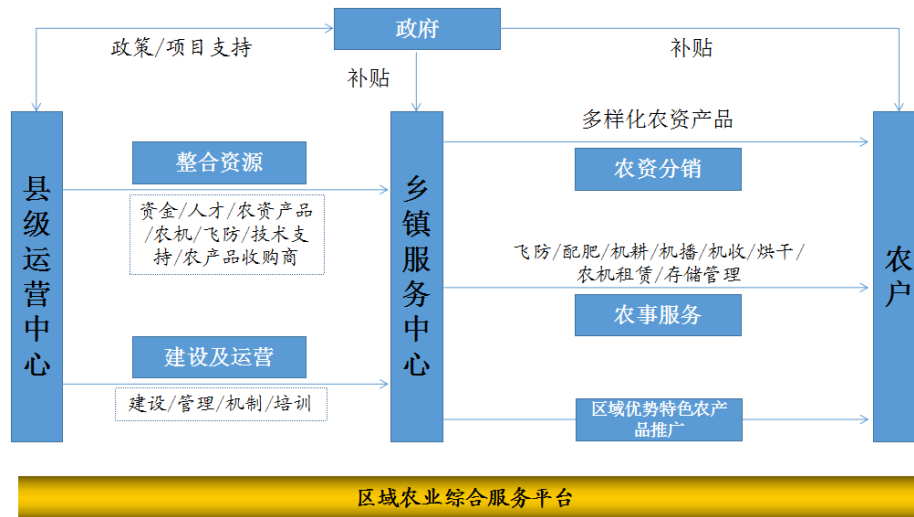 政府
政策/项目支持
补贴
补贴
县级运营中心
整合资源
资金/人才/农资产品
/农机/飞防/技术支
持/农产品收购商
建设及运营
建设/管理/机制/培训
乡镇服务中心
多样化农资产品
农资分销
飞防/配肥/机耕/机播/机收/烘干/
农机租赁/存储管理
农事服务
区域优势特色农产
品推广
农户
区域农业综合服务平台